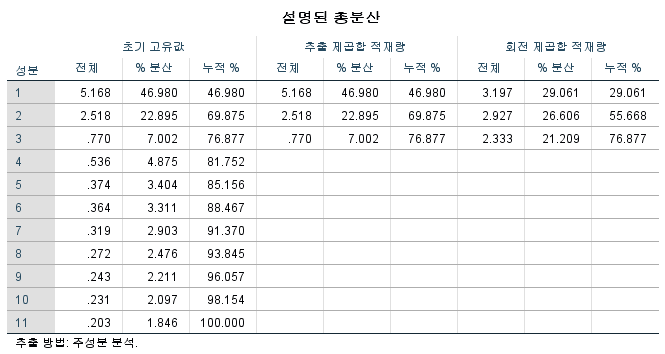 설명된 총분산
초기 고유값 추출 제곱합 적재량 회전 제곱합 적재량
성분 전체 % 분산 누적 % 전체 % 분산 누적 % 전체 % 분산 누적 %
1 5.168 46.980 46.980 5.168 46.980 46.980 3.197 29.061 29.061
2 2.518 22.895 69.875 2.518 22.895 69.875 2.927 26.606 55.668
3 .770 7.002 76.877 .770 7.002 76.877 2.333 21.209 76.877
4 .536 4.875 81.752
5 .374 3.404 85.156
6 .364 3.311 88.467
7 .319 2.903 91.370
8 .272 2.476 93.845
9 .243 2.211 96.057
10 .231 2.097 98.154
11 .203 1.846 100.000
추출 방법: 주성분 분석.